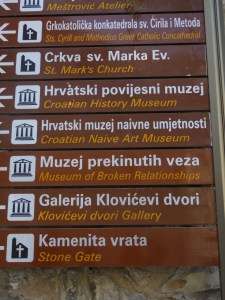 Meštrović Atelier
Grkokatolička konkatedrala sv. Ćirila i Metoda
Sts. Cyrill and Methodius Greek Catholic Concathedral
Crkva sv. Marka Ev.
St. Mark's Church
Hrvatski povijesni muzej
Croatian History Museum
Hrvatski muzej naivne umjetnosti
Croatian Naive Art Museum
Muzej prekinutih veza
Museum of Broken Relationships
Galerija Klovićevi dvori
Klovićevi dvori Gallery
Kamenita vrata
Stone Gate